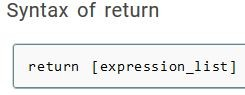 Syntax of return
return [expression_list]